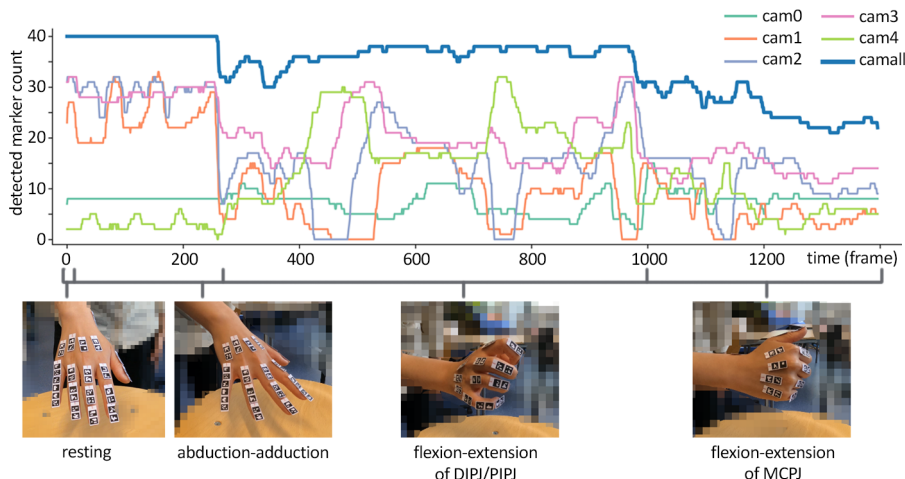 cam0
cam3
cam1
cam4
cam2
camall
detected marker count
40
30
20
10
0
0
200
400
600
800
1000
1200
time (frame)
resting
abduction-adduction
flexion-extension
of DIPJ/PIPJ
flexion-extension
of MCPJ